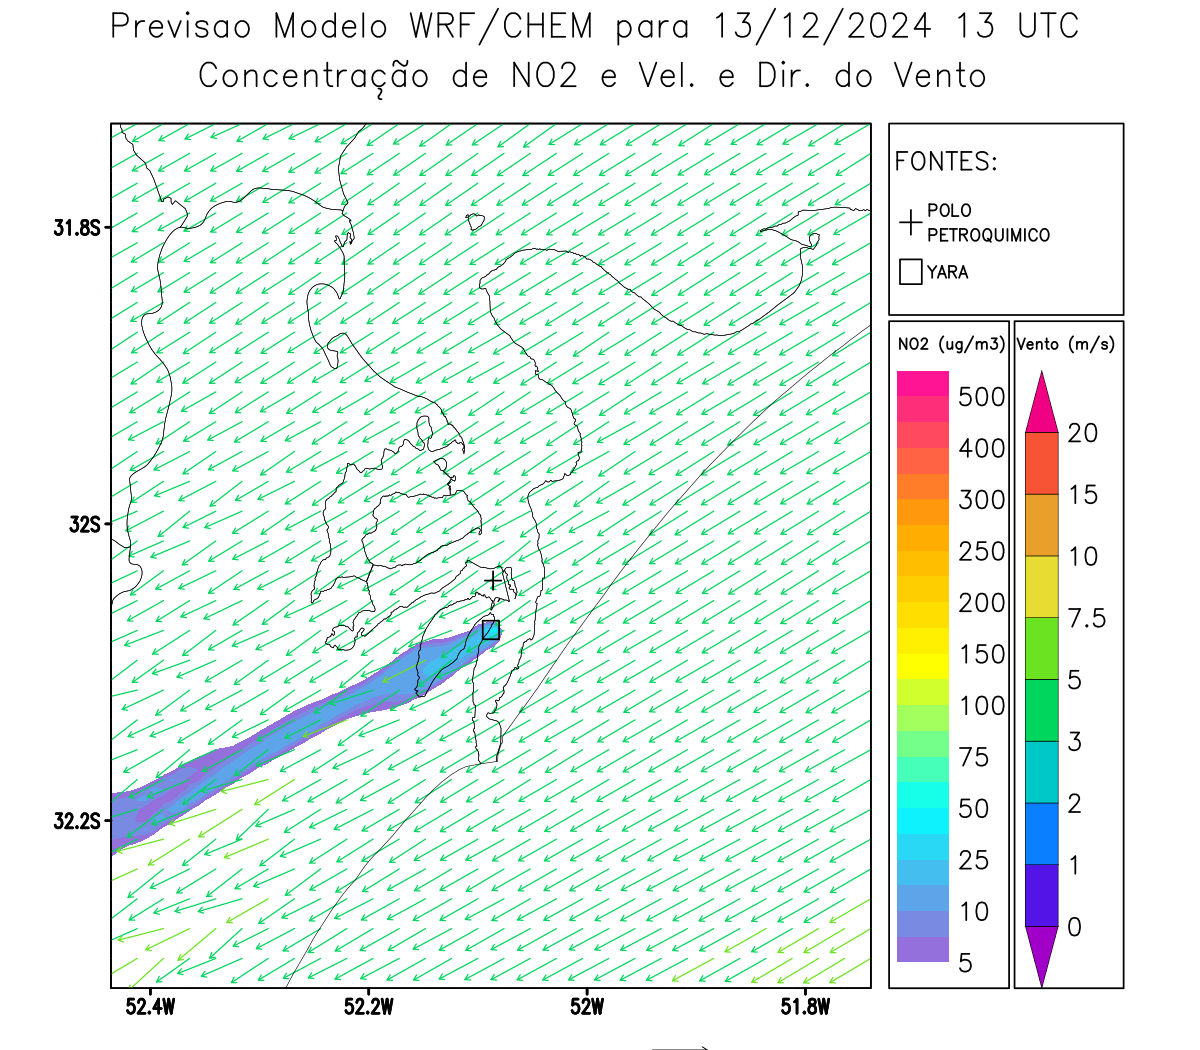 Previsao Modelo WRF/CHEM para 13/12/2024 13 UTC
Concentração de NO2 e Vel. e Dir. do Vento
FONTES:
POLO
PETROQUIMICO
YARA
NO2 (ug/m3)
500
400
300
250
200
150
100
75
50
25
10
5
Vento (m/s)
20
15
10
7.5
5
3
2
1
0
31.8S
32S
32.2S
52.4W
52.2W
52W
51.8W